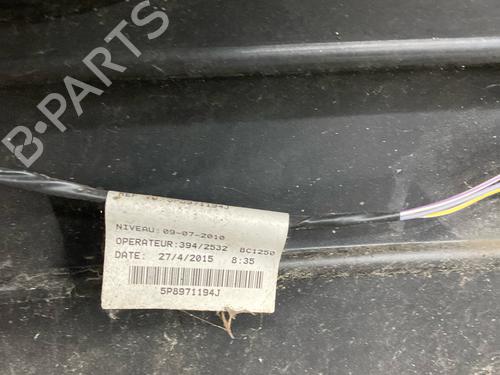 B-PARTS
NIVEAU: 09-07-2010
OPERATEUR: 394/2532 8C1250
DATE: 27/4/2015 8:35
5P8971194J